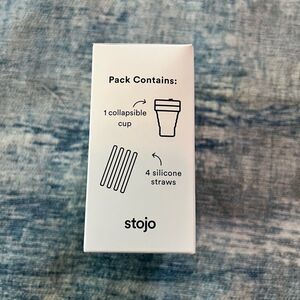 Pack Contains:
1 collapsible
cup
4 silicone
straws
stojo